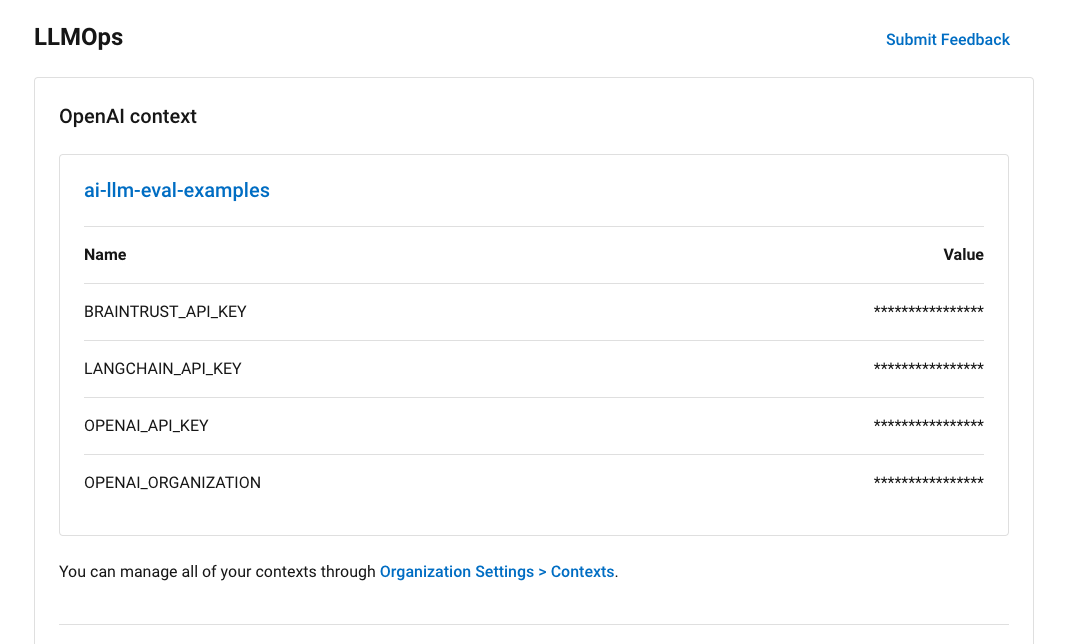 LLMOps
Submit Feedback
OpenAI context
ai-llm-eval-examples
Name Value
BRAINTRUST_API_KEY ****************
LANGCHAIN_API_KEY ****************
OPENAI_API_KEY ****************
OPENAI_ORGANIZATION ****************
You can manage all of your contexts through Organization Settings > Contexts.